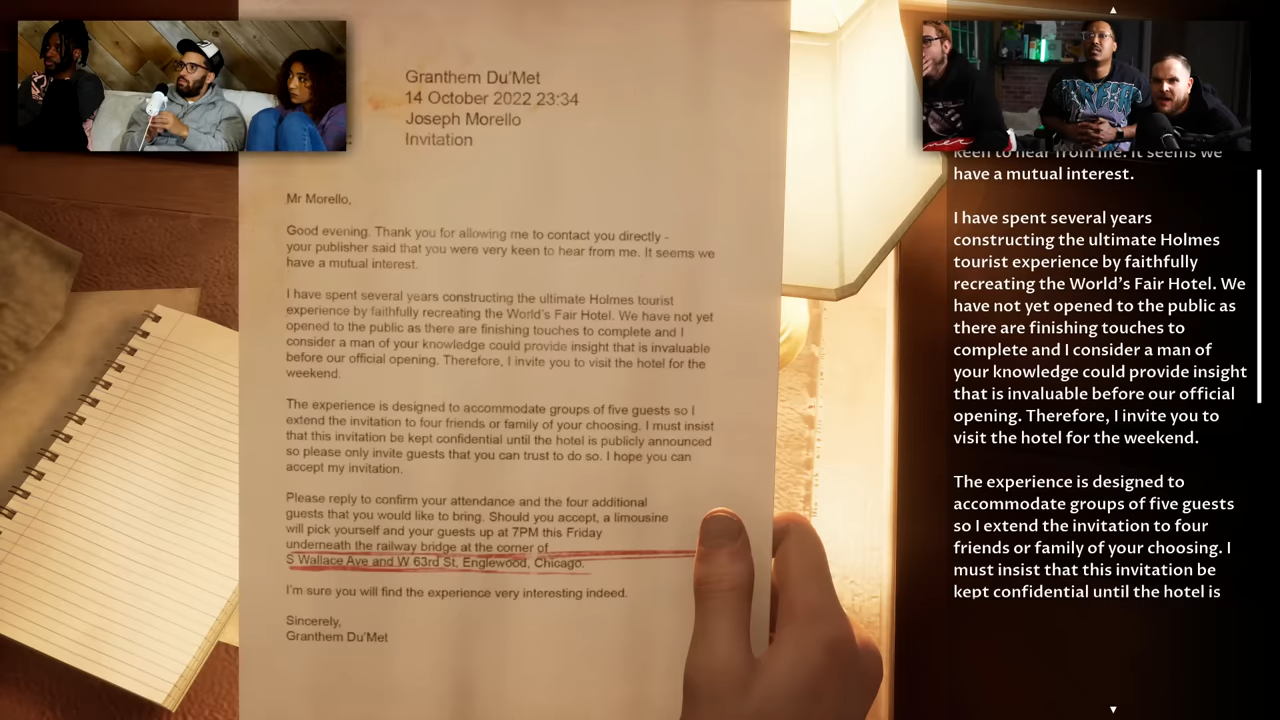 Granthem Du'Met
14 October 2022 23:34
Joseph Morello
Invitation
Mr Morello,
Good evening. Thank you for allowing me to contact you directly -
your publisher said that you were very keen to hear from me. It seems we
have a mutual interest.
I have spent several years constructing the ultimate Holmes tourist
experience by faithfully recreating the World's Fair Hotel. We have not yet
opened to the public as there are finishing touches to complete and I
consider a man of your knowledge could provide insight that is invaluable
before our official opening. Therefore, I invite you to visit the hotel for the
weekend.
The experience is designed to accommodate groups of five guests so I
extend the invitation to four friends or family of your choosing. I must insist
that this invitation be kept confidential until the hotel is publicly announced
so please only invite guests that you can trust to do so. I hope you can
accept my invitation.
Please reply to confirm your attendance and the four additional
guests that you would like to bring. Should you accept, a limousine
will pick yourself and your guests up at 7PM this Friday
underneath the railway bridge at the corner of
S Wallace Ave and W 63rd St, Englewood, Chicago.
I'm sure you will find the experience very interesting indeed.
Sincerely,
Granthem Du'Met
keen to hear from me. It seems we
have a mutual interest.
I have spent several years
constructing the ultimate Holmes
tourist experience by faithfully
recreating the World's Fair Hotel. We
have not yet opened to the public as
there are finishing touches to
complete and I consider a man of
your knowledge could provide insight
that is invaluable before our official
opening. Therefore, I invite you to
visit the hotel for the weekend.
The experience is designed to
accommodate groups of five guests
so I extend the invitation to four
friends or family of your choosing. I
must insist that this invitation be
kept confidential until the hotel is